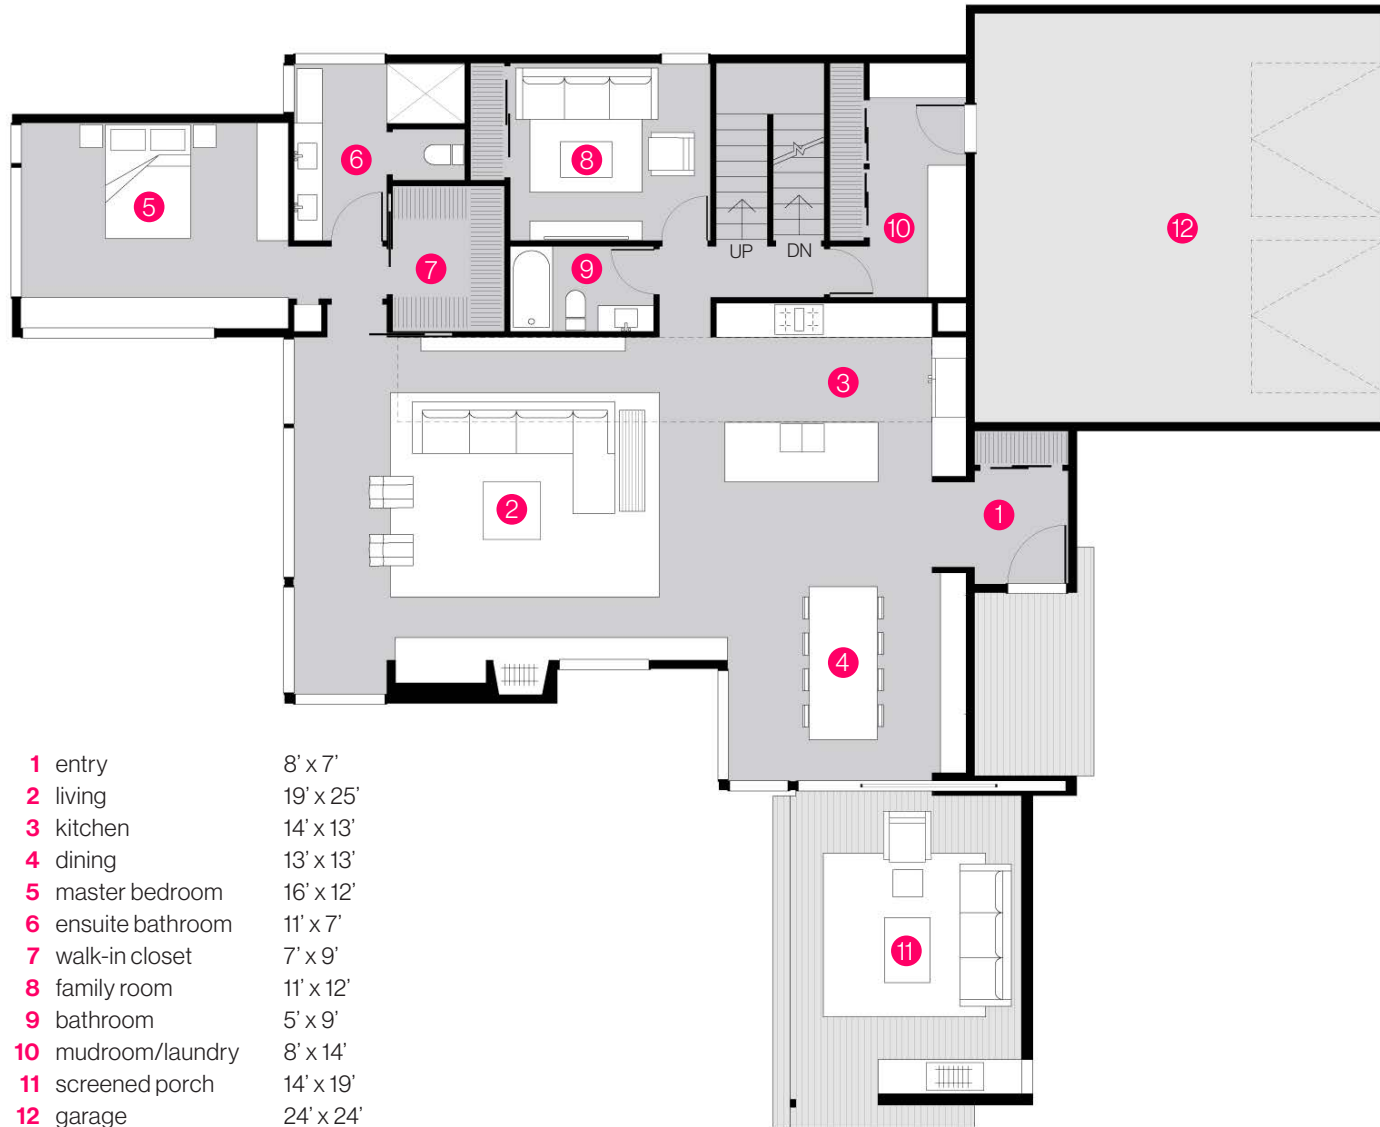 6
8
5
10
12
7
9
UP
DN
3
2
1
4
11
1 entry 8’ x 7’
2 living 19’ x 25’
3 kitchen 14’ x 13’
4 dining 13’ x 13’
5 master bedroom 16’ x 12’
6 ensuite bathroom 11’ x 7’
7 walk-in closet 7’ x 9’
8 family room 11’ x 12’
9 bathroom 5’ x 9’
10 mudroom/laundry 8’ x 14’
11 screened porch 14’ x 19’
12 garage 24’ x 24’